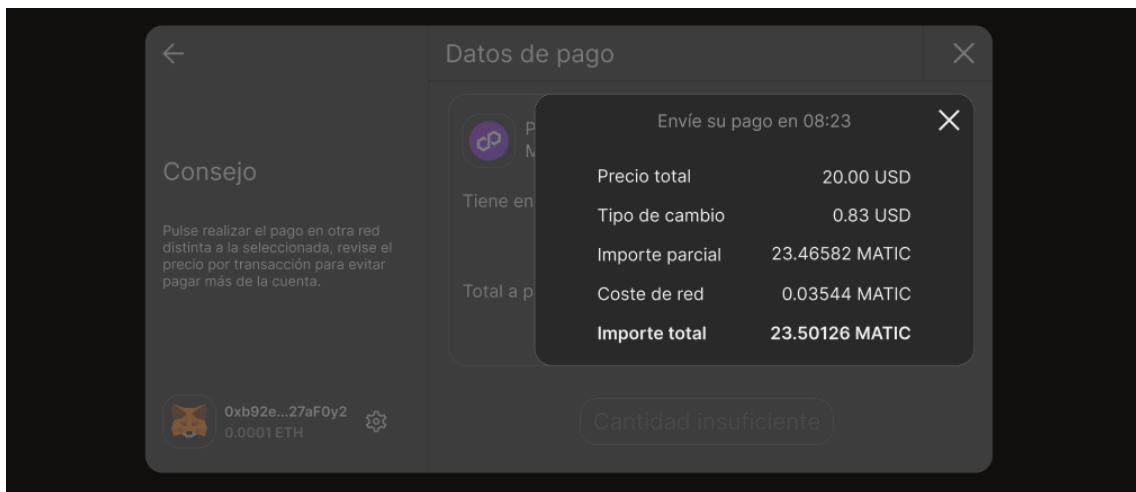 Datos de pago
Envíe su pago en 08:23
Precio total 20.00 USD
Tipo de cambio 0.83 USD
Importe parcial 23.46582 MATIC
Coste de red 0.03544 MATIC
Importe total 23.50126 MATIC
Tiene en
Total a p
Cantidad insuficiente
Consejo
Pulse realizar el pago en otra red
distinta a la seleccionada, revise el
precio por transacción para evitar
pagar más de la cuenta.
0xb92e...27aF0y2
0.0001 ETH